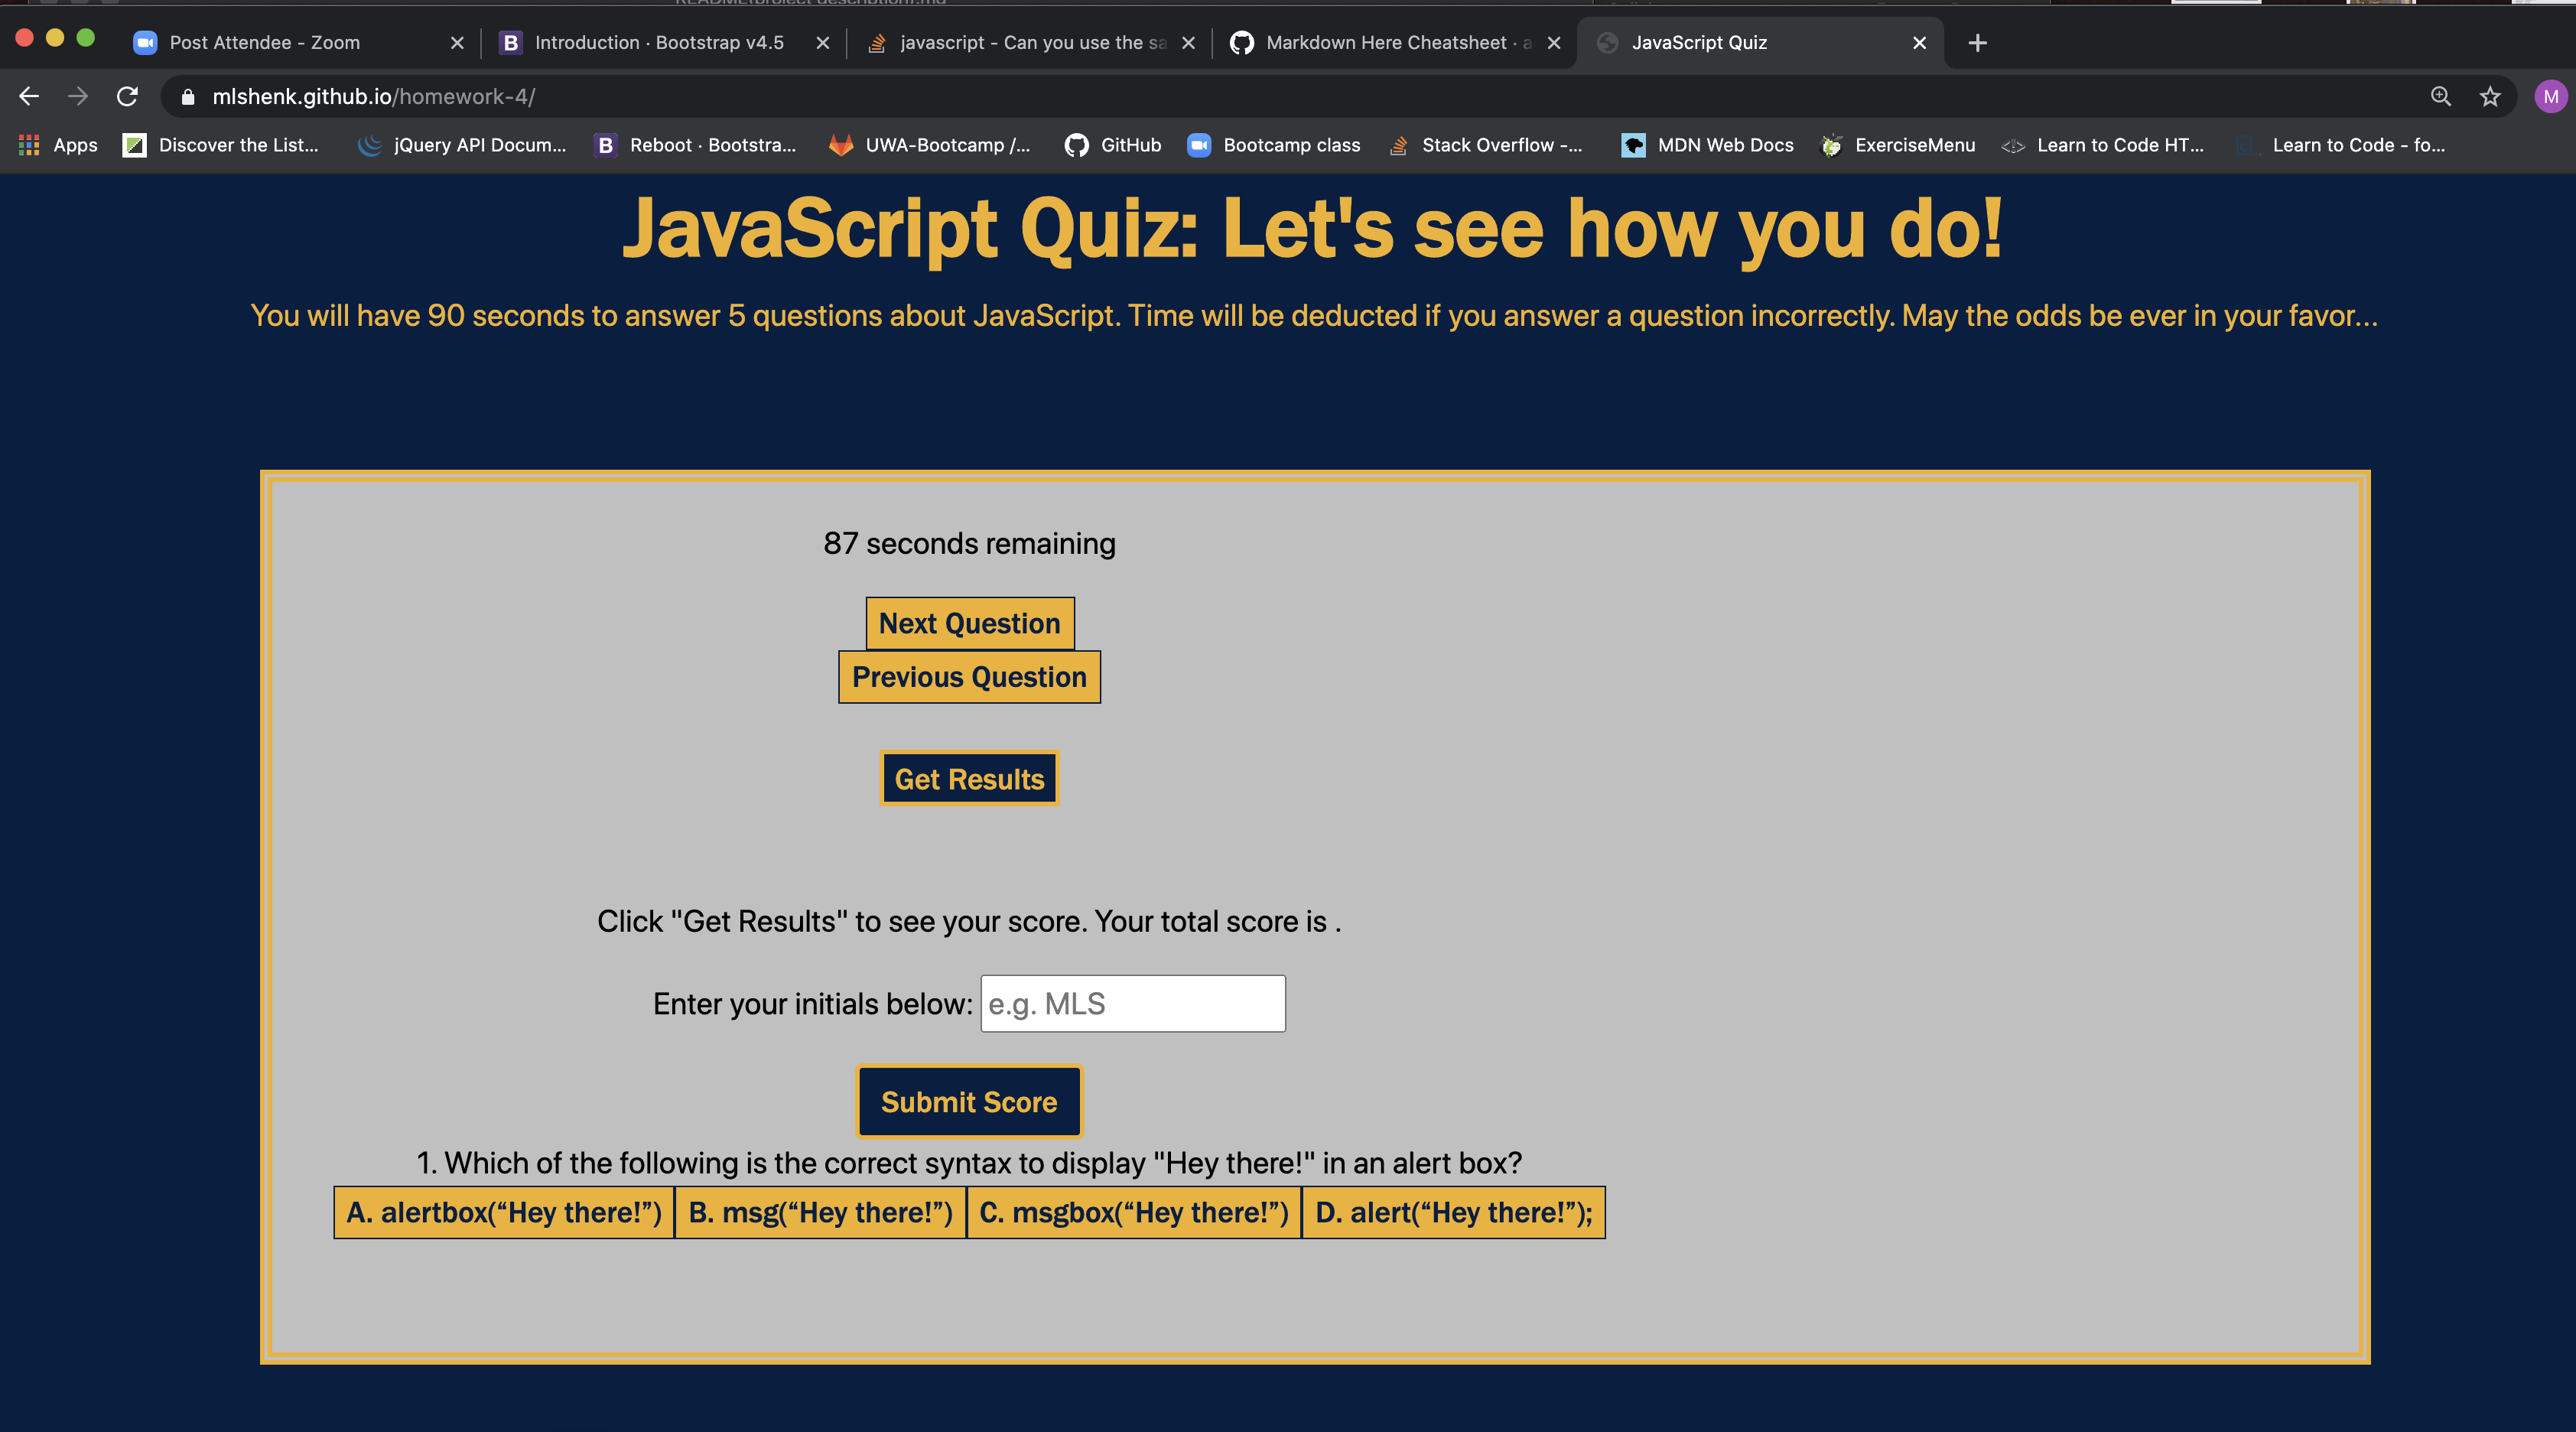 Post Attendee - Zoom
Introduction · Bootstrap v4.5
javascript - Can you use the sa
Markdown Here Cheatsheet · a
JavaScript Quiz
mlshenk.github.io/homework-4/
M
Apps
Discover the List...
jQuery API Docum...
Reboot · Bootstra...
UWA-Bootcamp /...
GitHub
Bootcamp class
Stack Overflow -...
MDN Web Docs
ExerciseMenu
Learn to Code HT...
Learn to Code - fo...
JavaScript Quiz: Let's see how you do!
You will have 90 seconds to answer 5 questions about JavaScript. Time will be deducted if you answer a question incorrectly. May the odds be ever in your favor...
87 seconds remaining
Next Question
Previous Question
Get Results
Click "Get Results" to see your score. Your total score is .
Enter your initials below: e.g. MLS
Submit Score
1. Which of the following is the correct syntax to display "Hey there!" in an alert box?
A. alertbox(“Hey there!”) B. msg(“Hey there!”) C. msgbox(“Hey there!”) D. alert(“Hey there!”);